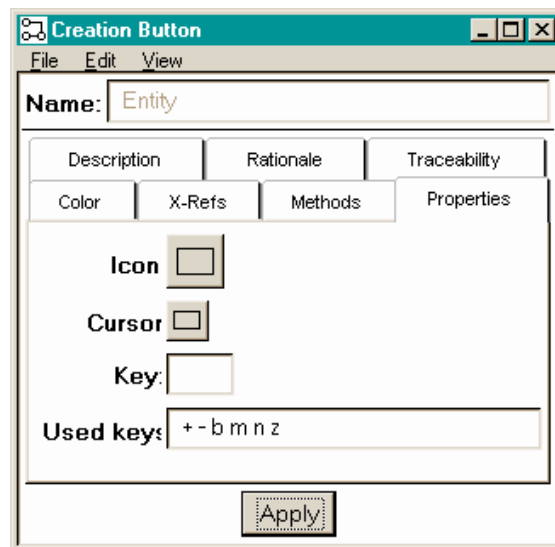 Creation Button
File Edit View
Name: Entity
Description Rationale Traceability
Color X-Refs Methods Properties
Icon
Cursor
Key:
Used keys + - b m n z
Apply